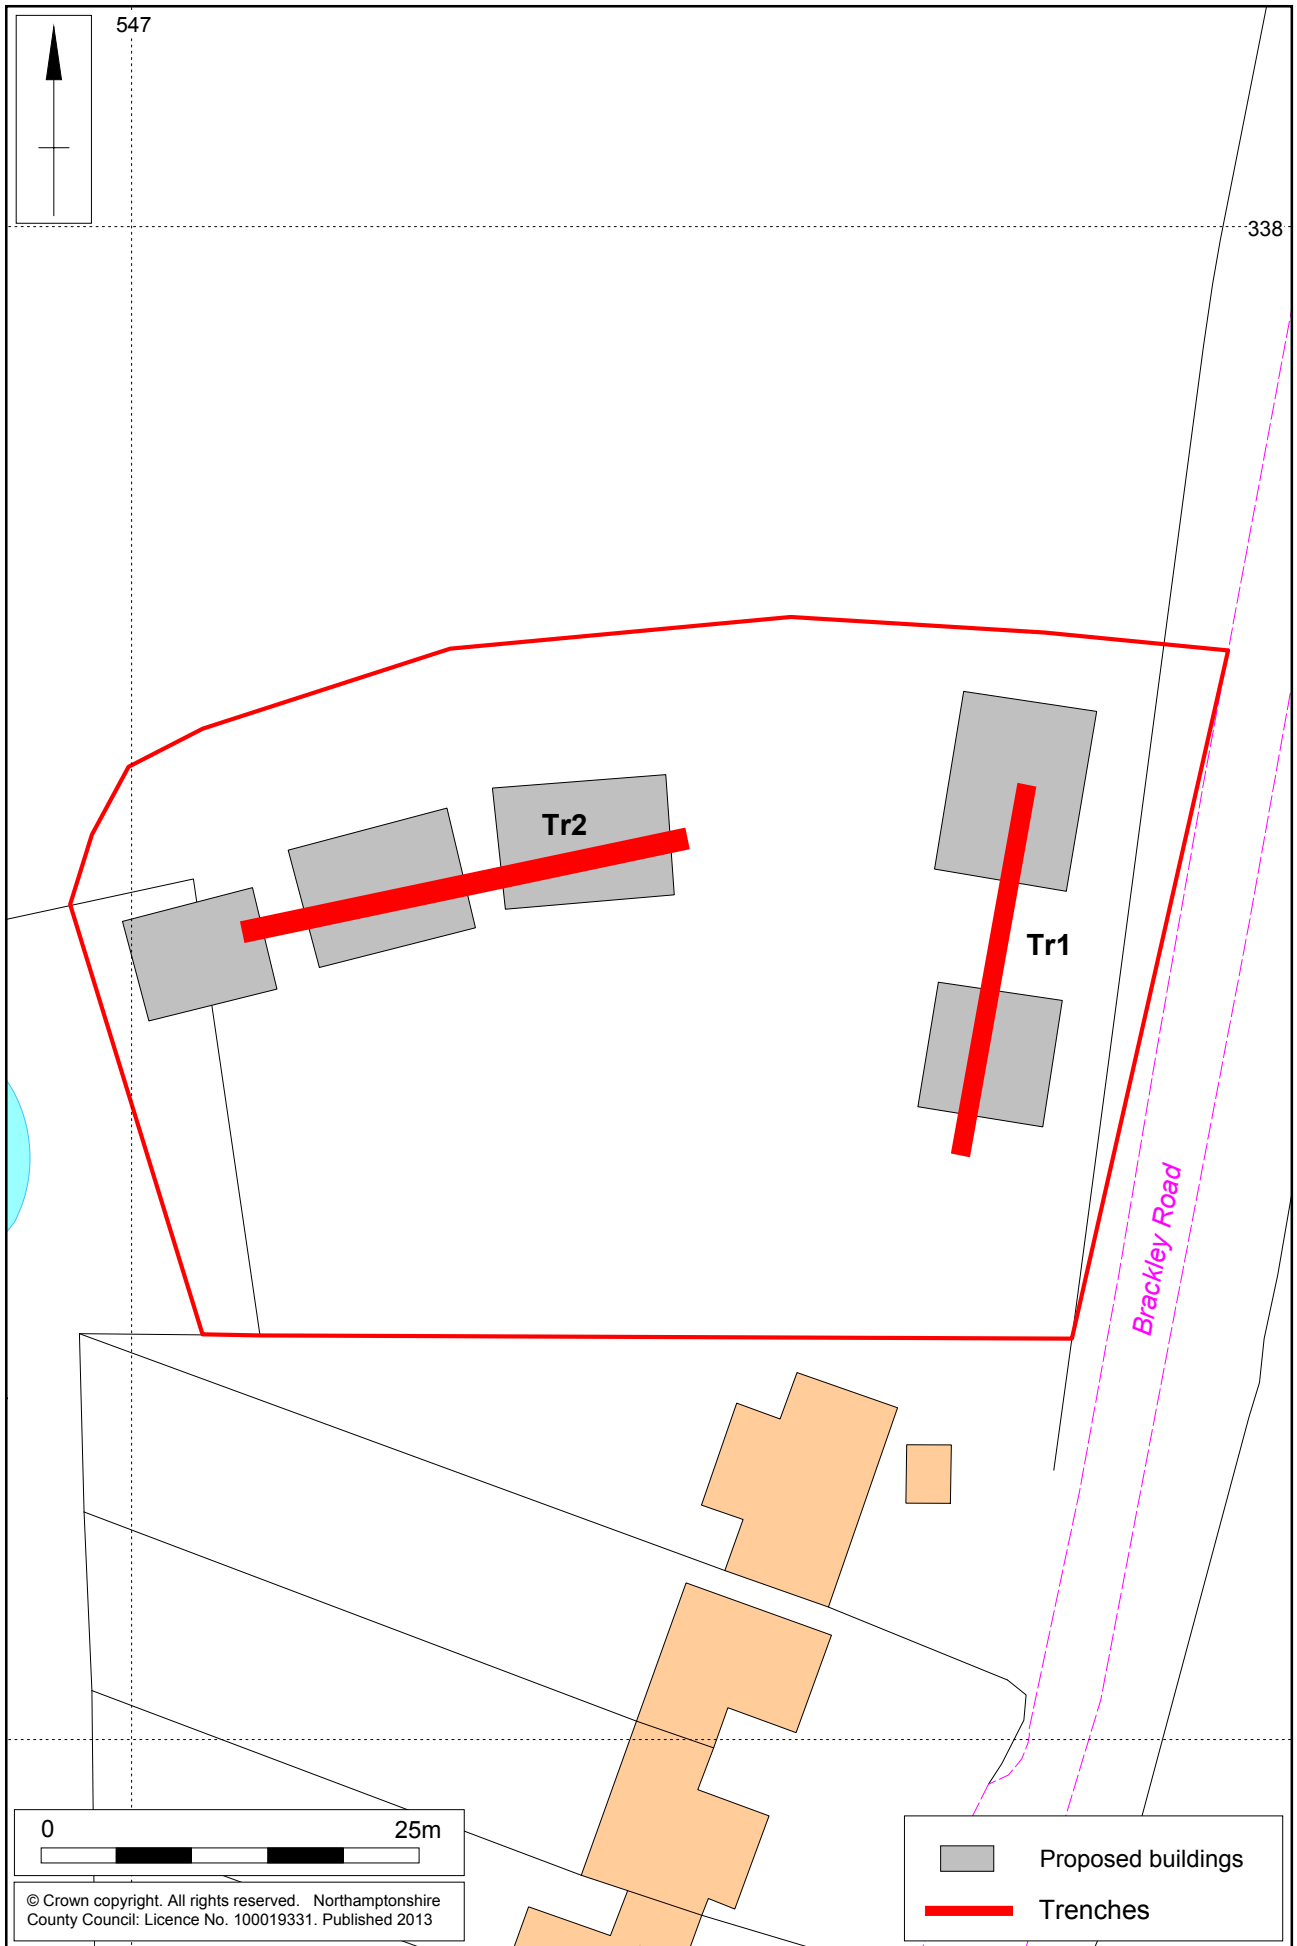 547
338
Tr2
Tr1
Brackley Road
0 25m
© Crown copyright. All rights reserved. Northamptonshire
County Council: Licence No. 100019331. Published 2013
Proposed buildings
Trenches